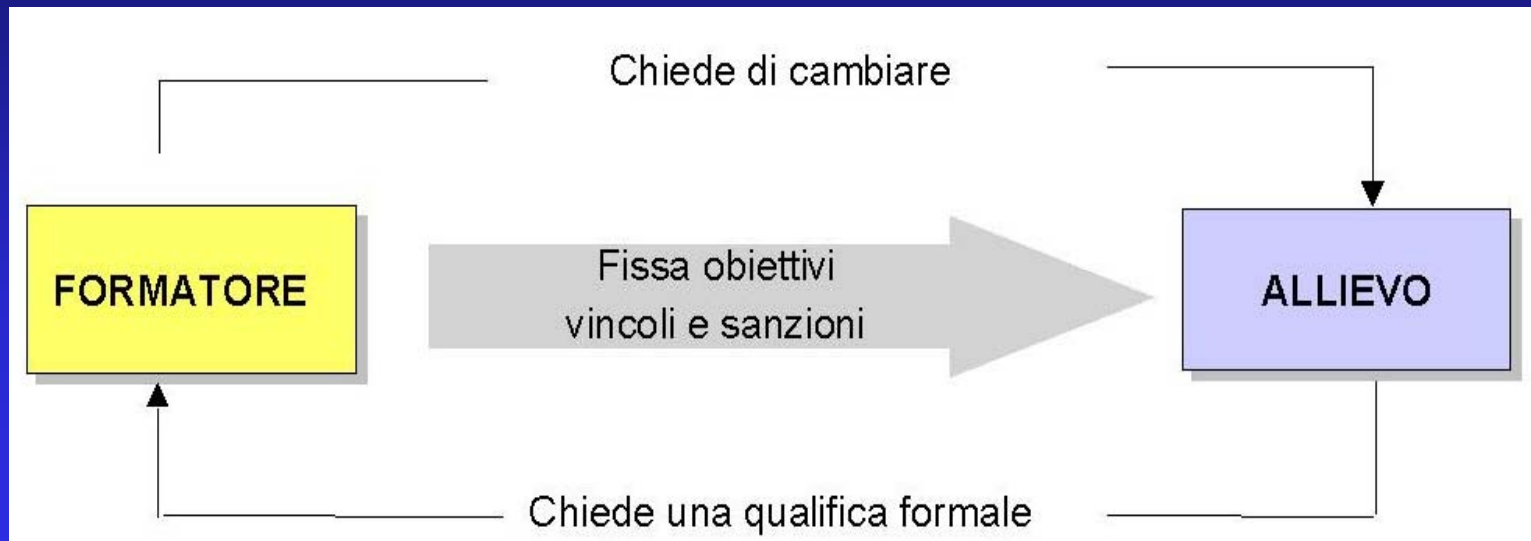 Chiede di cambiare
FORMATORE
Fissa obiettivi
vincoli e sanzioni
ALLIEVO
Chiede una qualifica formale